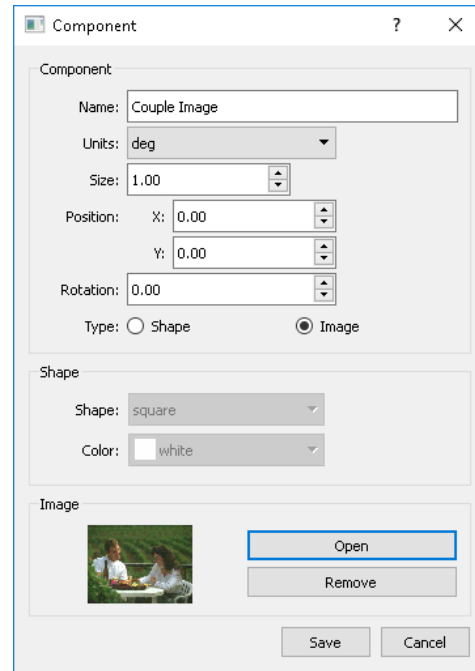 Component ? ×
Component
Name: Couple Image
Units: deg
Size: 1.00
Position: X: 0.00
Y: 0.00
Rotation: 0.00
Type: Shape Image
Shape
Shape: square
Color: white
Image
Open
Remove
Save Cancel